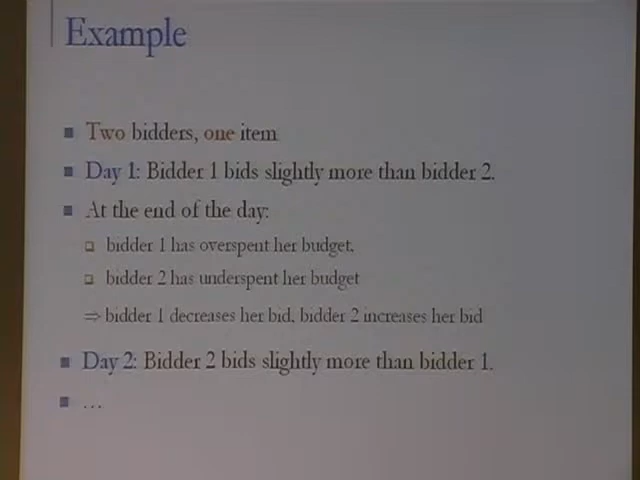 Example
Two bidders, one item
Day 1: Bidder 1 bids slightly more than bidder 2.
At the end of the day:
bidder 1 has overspent her budget.
bidder 2 has underspent her budget
⇒ bidder 1 decreases her bid, bidder 2 increases her bid
Day 2: Bidder 2 bids slightly more than bidder 1.
…